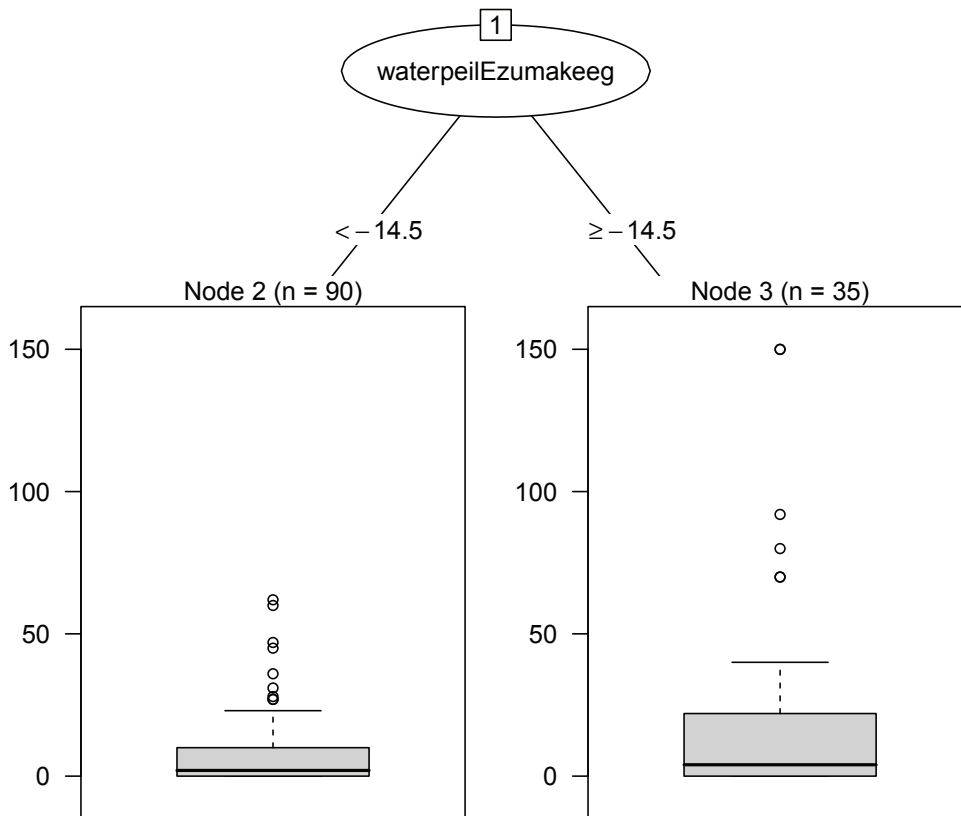 1
waterpeilEzumakeeg
< − 14.5
≥ − 14.5
Node 2 (n = 90)
Node 3 (n = 35)
150
100
50
0
150
100
50
0